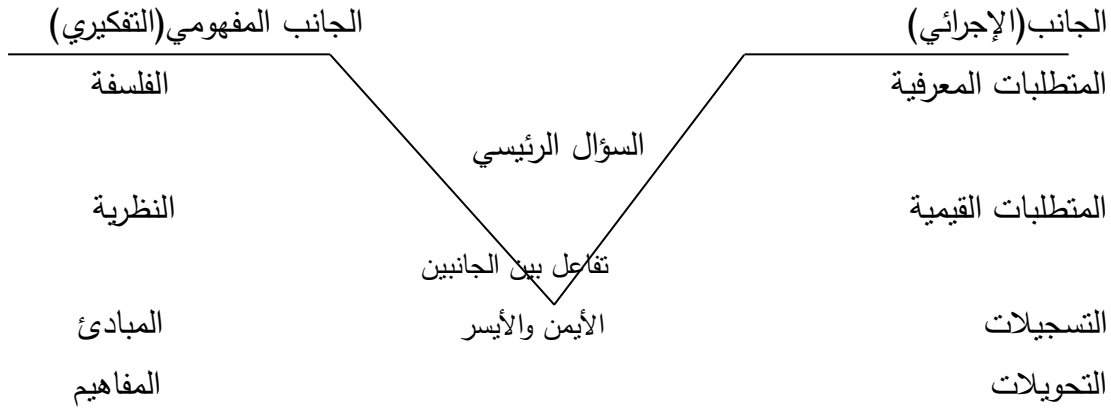 الجانب(الإجرائي)
الجانب المفهومي(التفكيري)
المتطلبات المعرفية
الفلسفة
السؤال الرئيسي
المتطلبات القيمية
النظرية
تفاعل بين الجانبين
الأيمن والأيسر
التسجيلات
المبادئ
التحويلات
المفاهيم